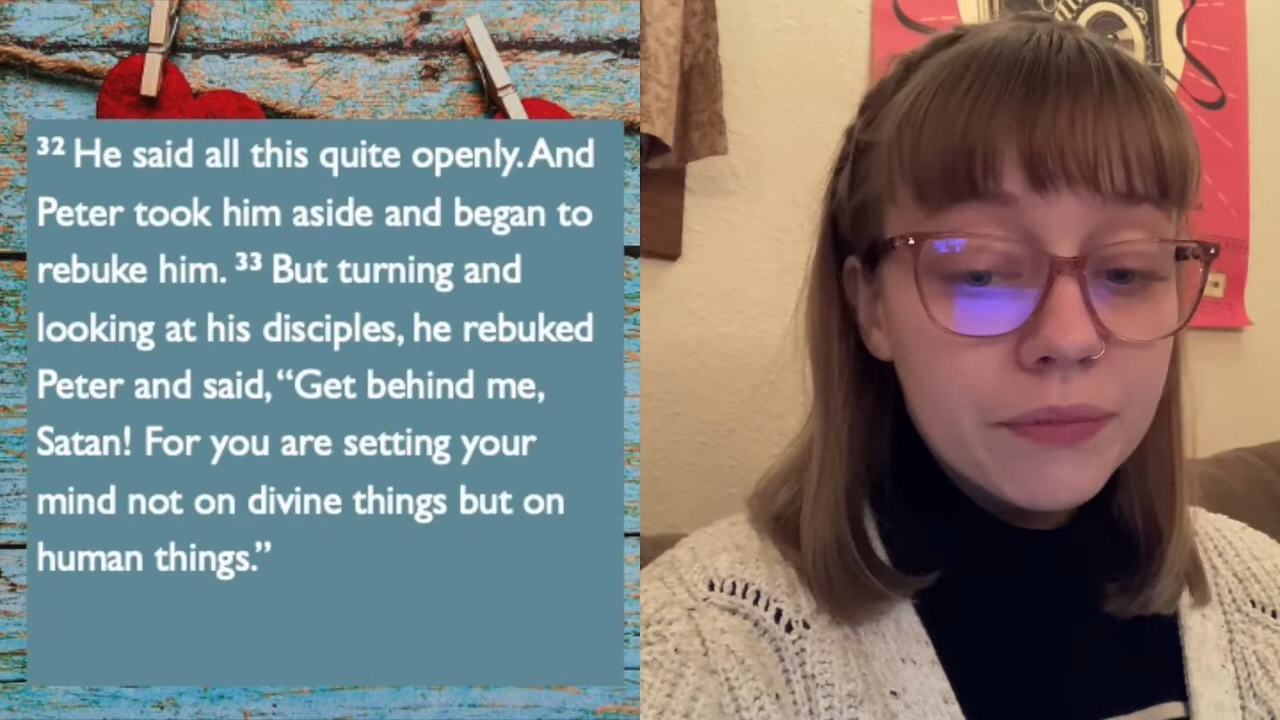 ³² He said all this quite openly. And
Peter took him aside and began to
rebuke him. ³³ But turning and
looking at his disciples, he rebuked
Peter and said, “Get behind me,
Satan! For you are setting your
mind not on divine things but on
human things.”